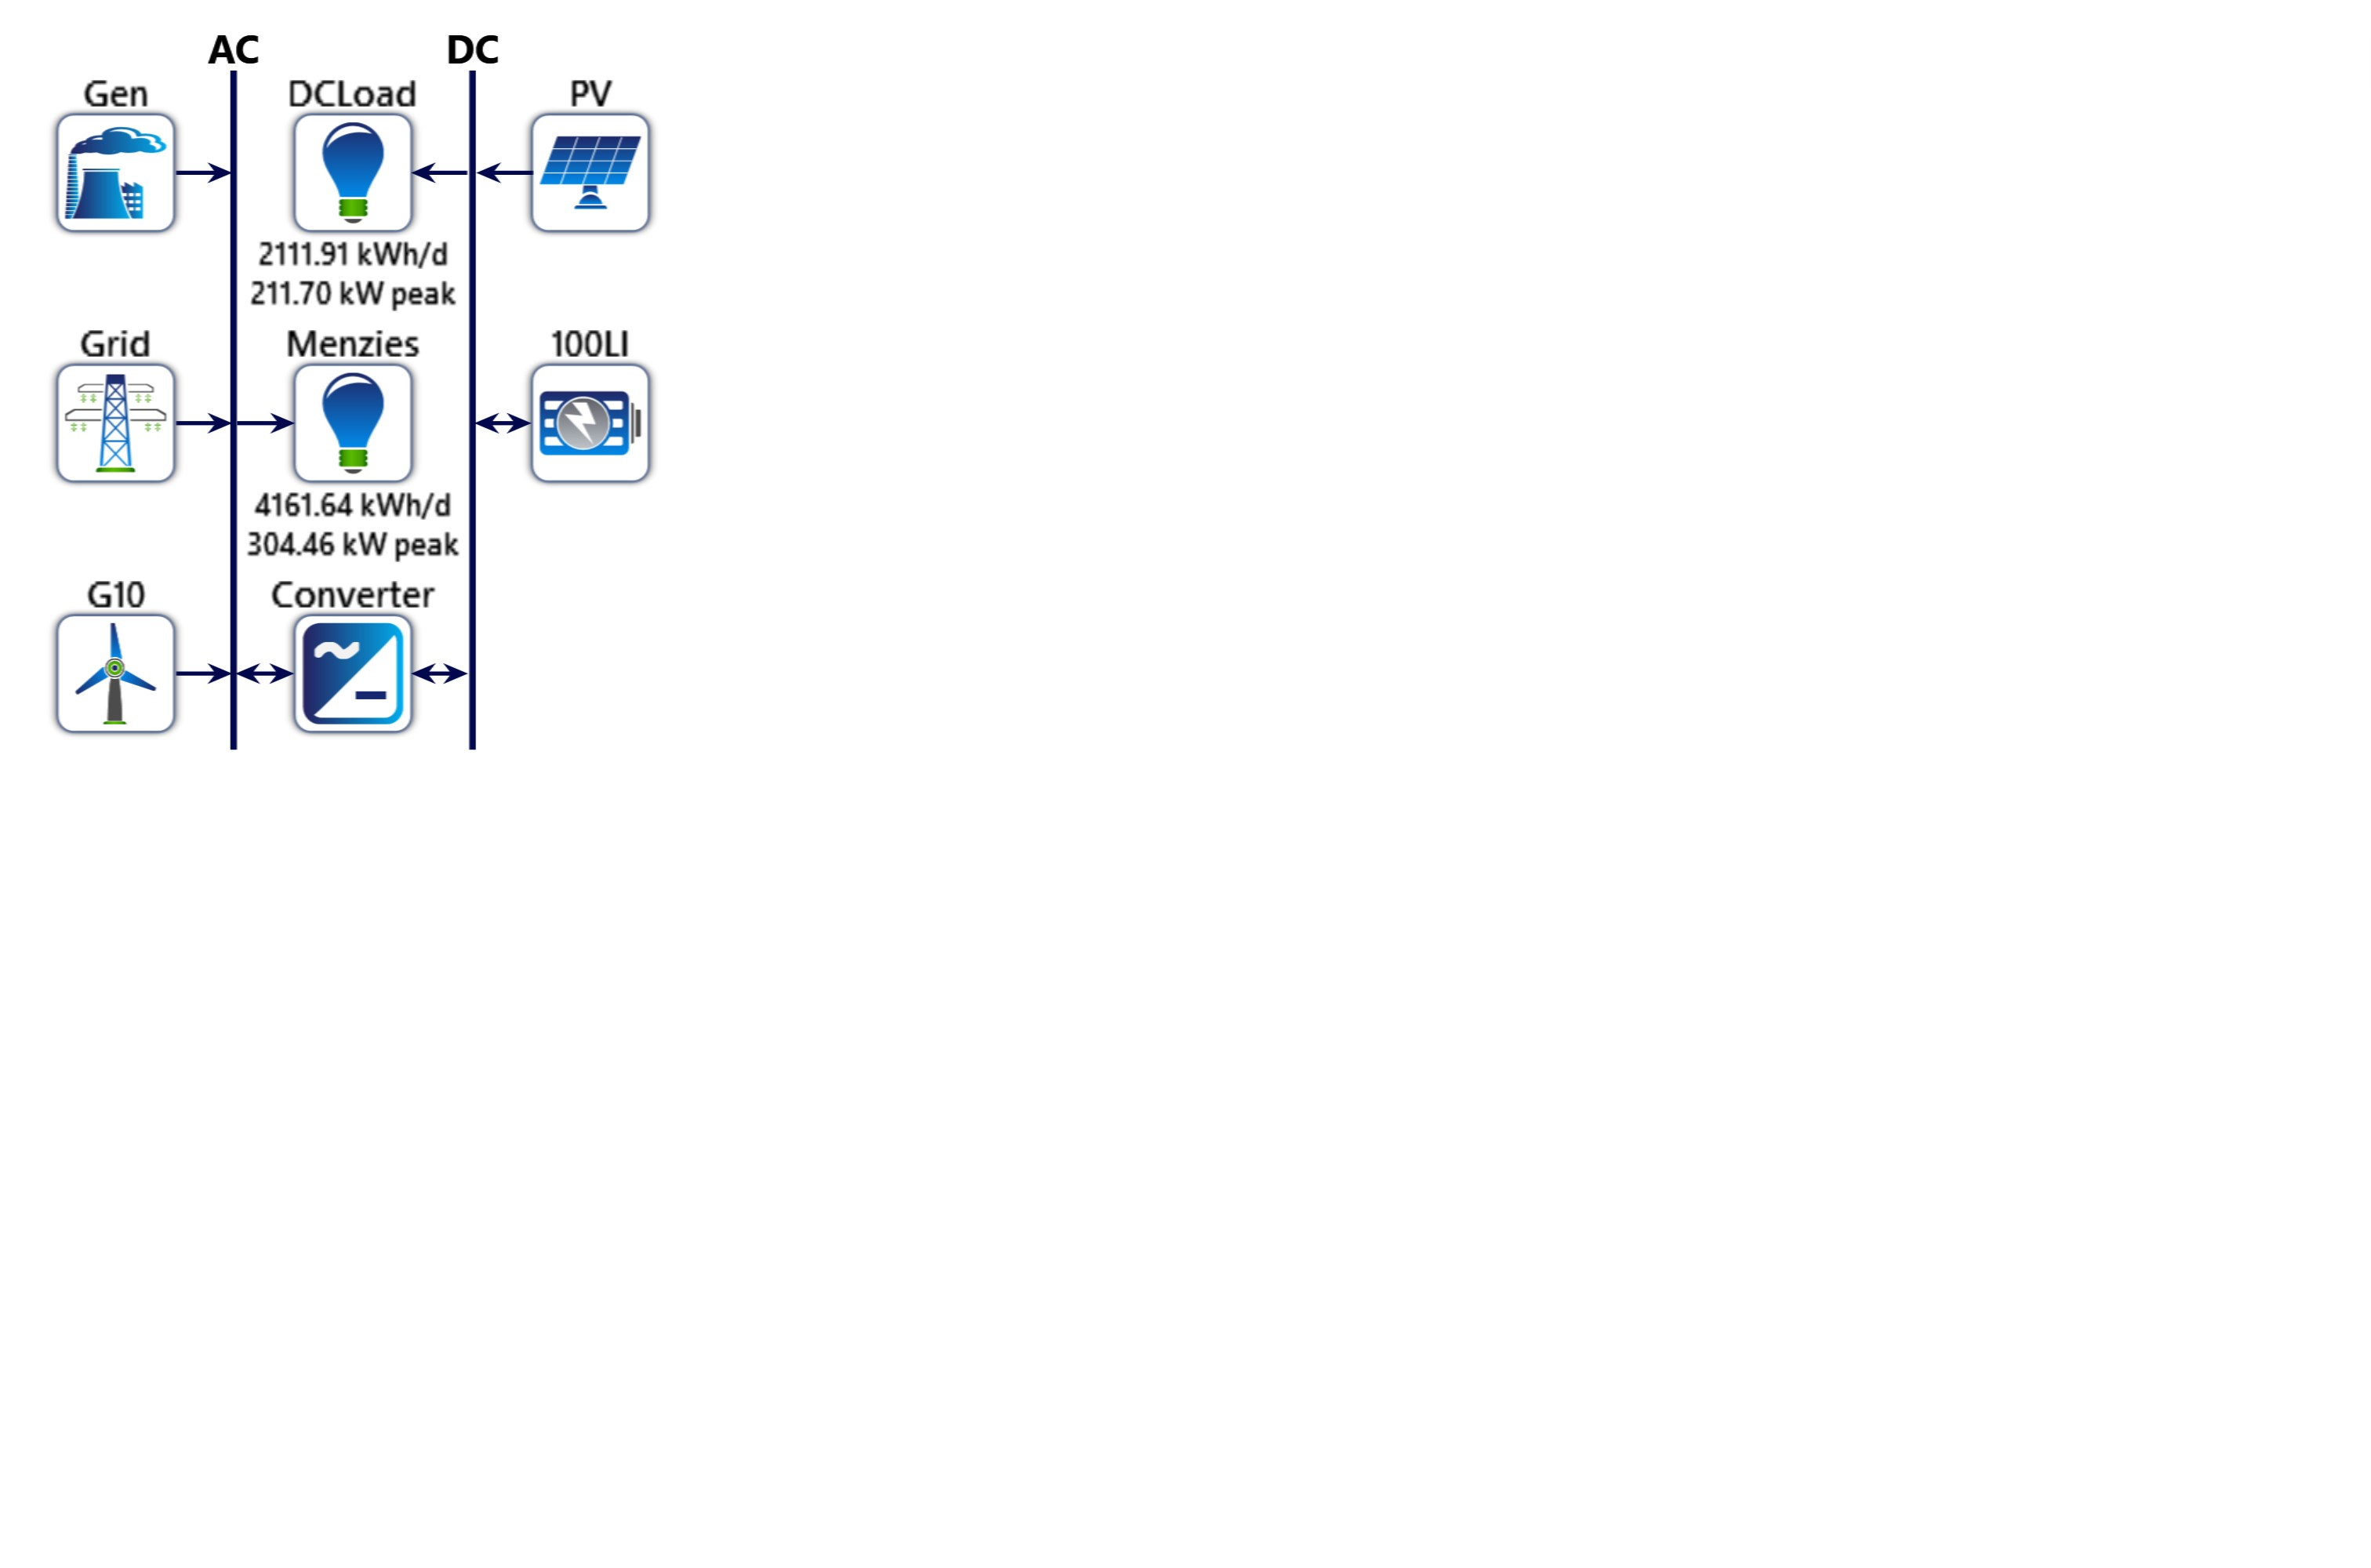 AC
DC
Gen
DCLoad
PV
2111.91 kWh/d
211.70 kW peak
Grid
Menzies
100LI
4161.64 kWh/d
304.46 kW peak
G10
Converter